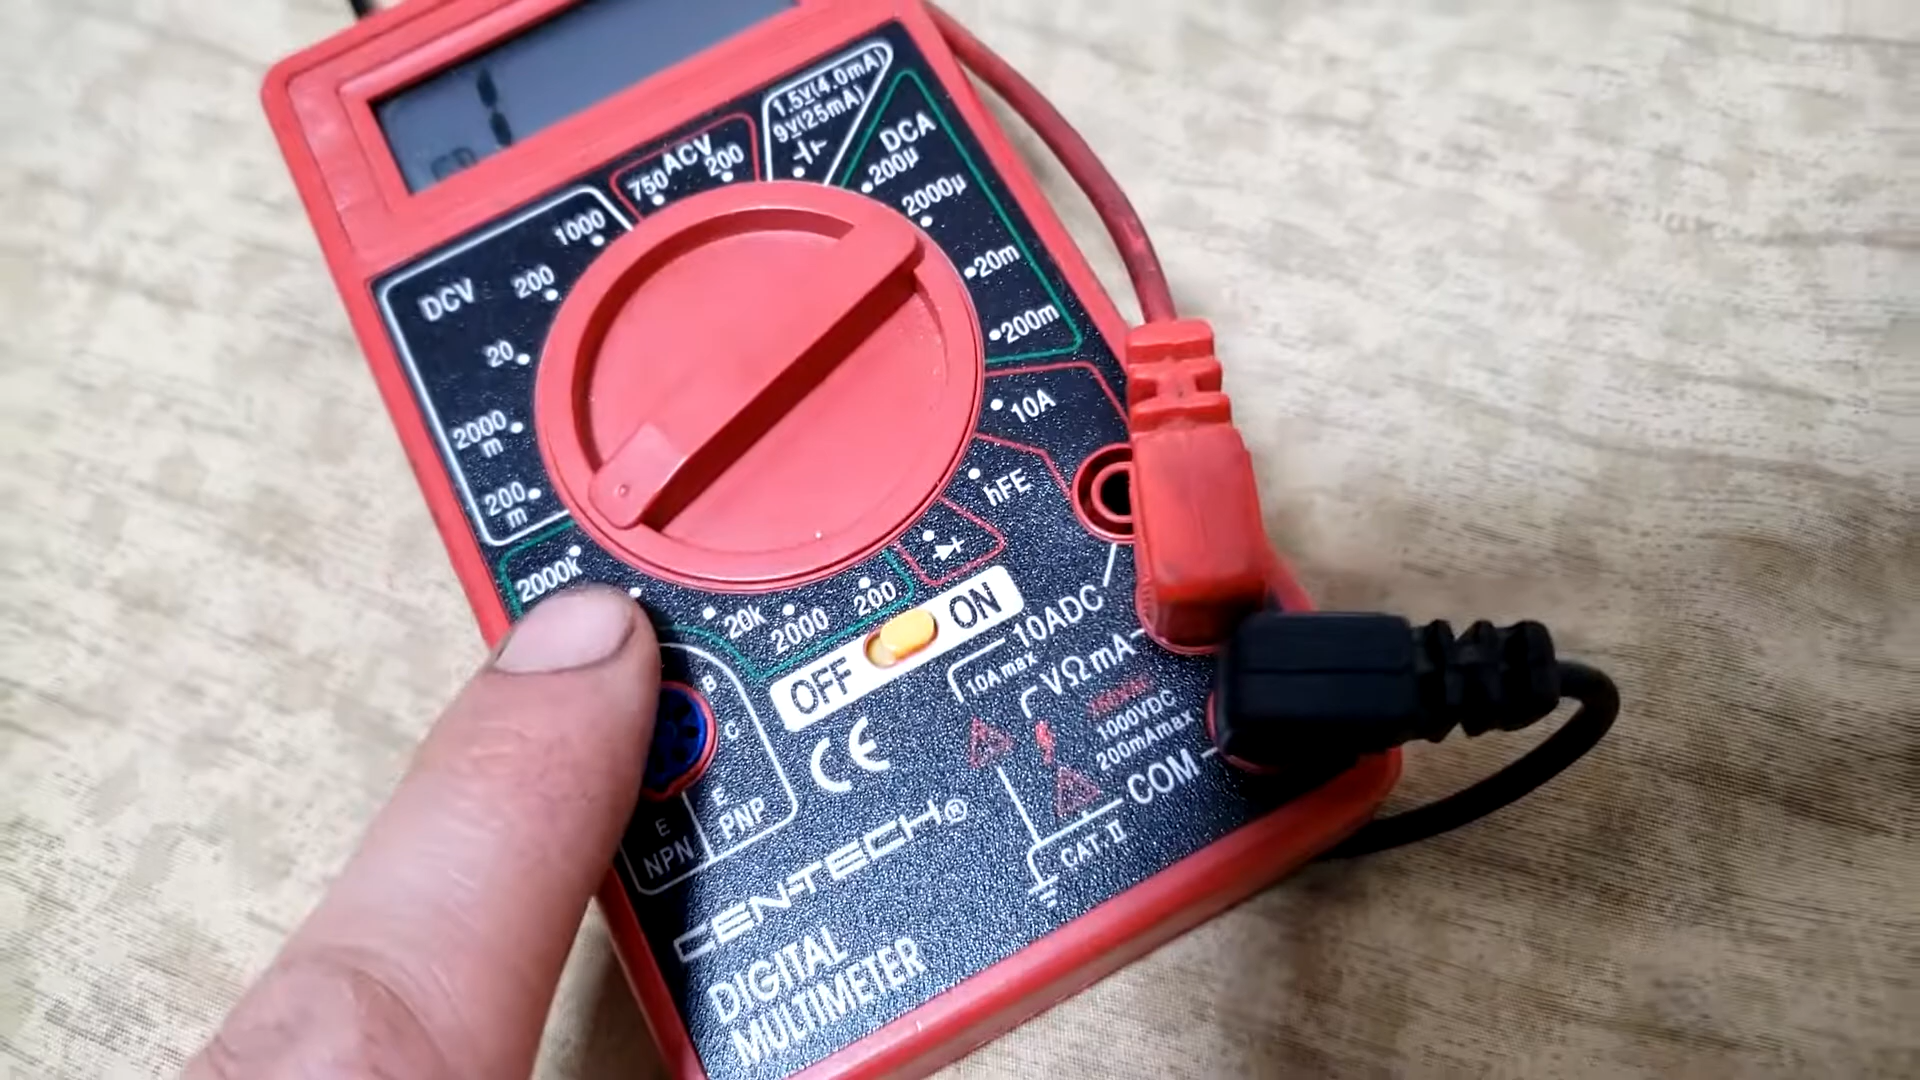 1.5V(4.0mA)
9V(25mA)
ACV
750
200
DCA
200µ
2000µ
20m
200m
10A
hFE
1000
DCV
200
20
2000
m
200
m
2000k
20k
2000
200
OFF
ON
10ADC
10A max
VΩmA
1000VDC
200mAmax
COM
CAT. II
B
C
E
PNP
E
NPN
CE
CEN-TECH®
DIGITAL
MULTIMETER